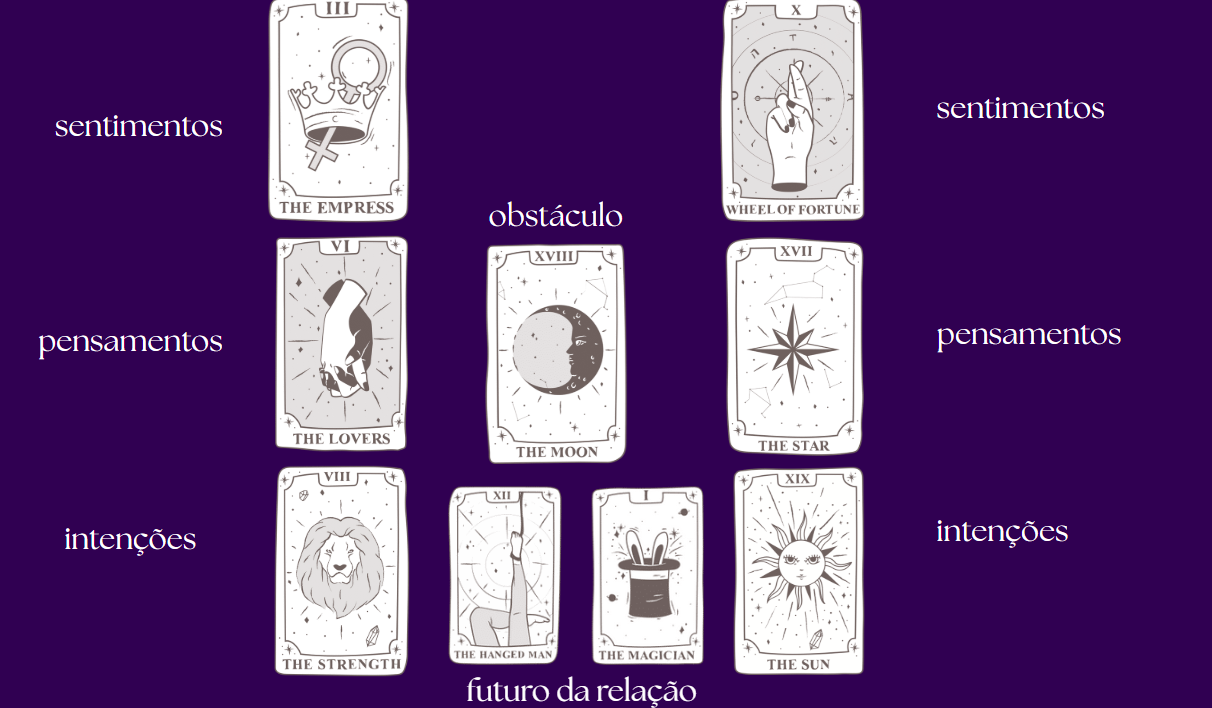 III
THE EMPRESS
X
WHEEL OF FORTUNE
sentimentos
sentimentos
obstáculo
VI
THE LOVERS
XVIII
THE MOON
XVII
THE STAR
pensamentos
pensamentos
VIII
THE STRENGTH
XII
THE HANGED MAN
I
THE MAGICIAN
XIX
THE SUN
intenções
intenções
futuro da relação